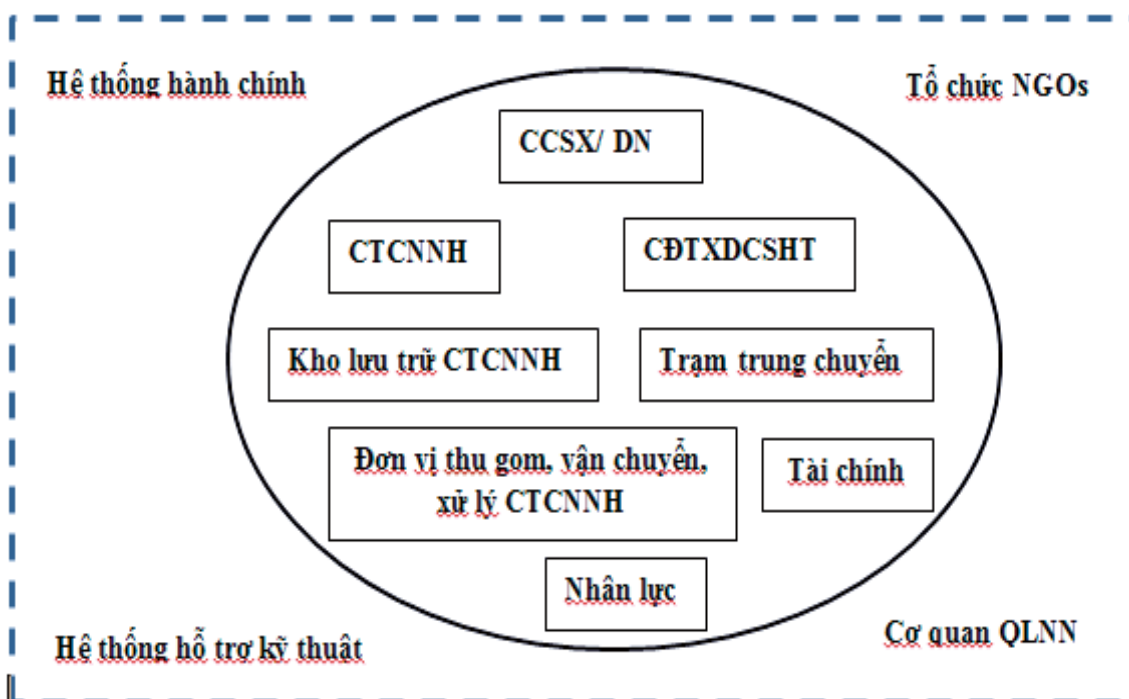 Hệ thống hành chính
Tổ chức NGOs
CCSX/ DN
CTCNNH
CĐTXDCSHT
Kho lưu trữ CTCNNH
Trạm trung chuyển
Đơn vị thu gom, vận chuyển,
xử lý CTCNNH
Tài chính
Nhân lực
Hệ thống hỗ trợ kỹ thuật
Cơ quan QLNN